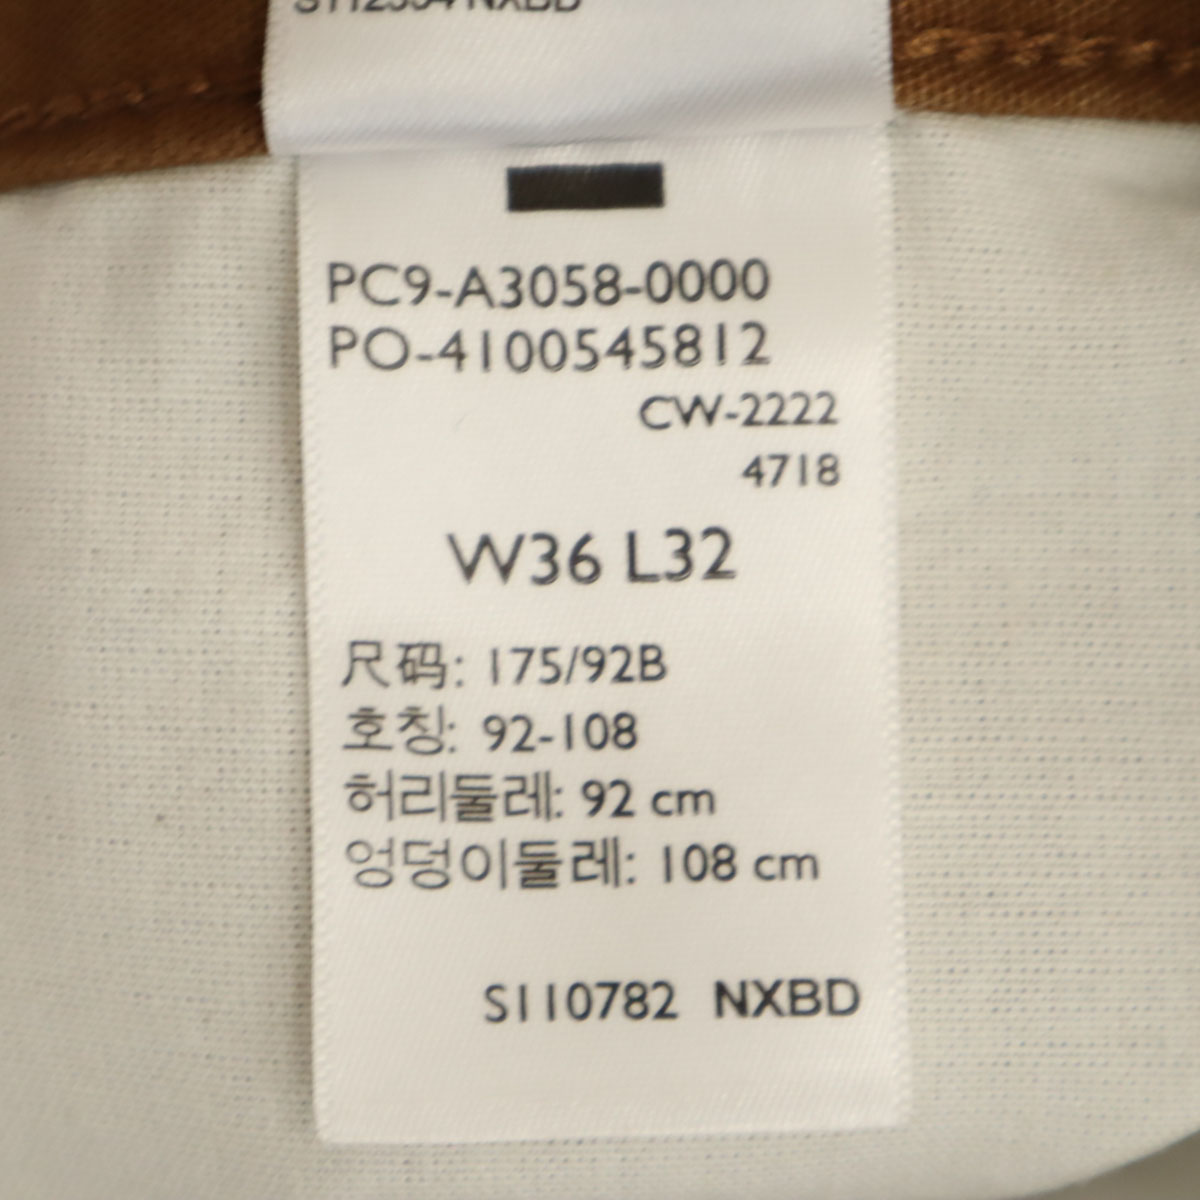 NXBD
PC9-A3058-0000
PO-4100545812
CW-2222
4718
W36 L32
尺码: 175/92B
호칭: 92-108
허리둘레: 92 cm
엉덩이둘레: 108 cm
S110782 NXBD